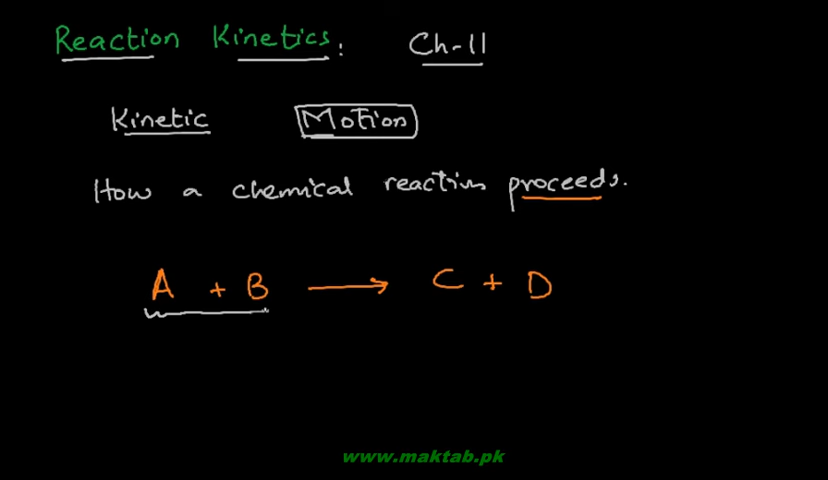 Reaction Kinetics: Ch-11
Kinetic Motion
How a chemical reaction proceeds.
A + B → C + D
www.maktab.pk